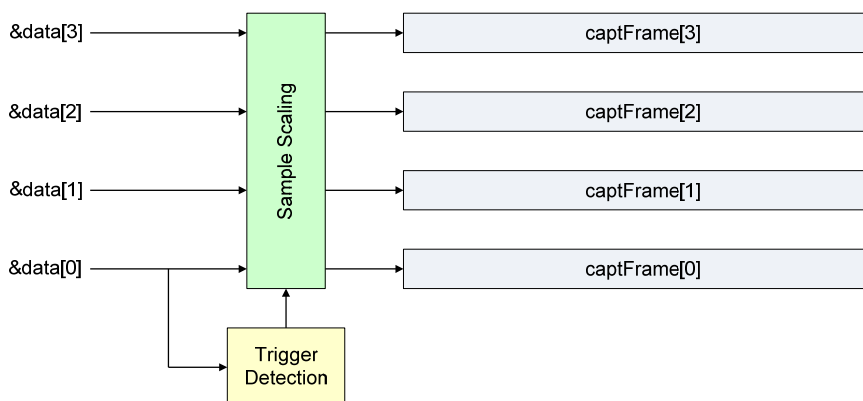 &data[3]
captFrame[3]
&data[2]
captFrame[2]
Sample Scaling
&data[1]
captFrame[1]
&data[0]
captFrame[0]
Trigger
Detection